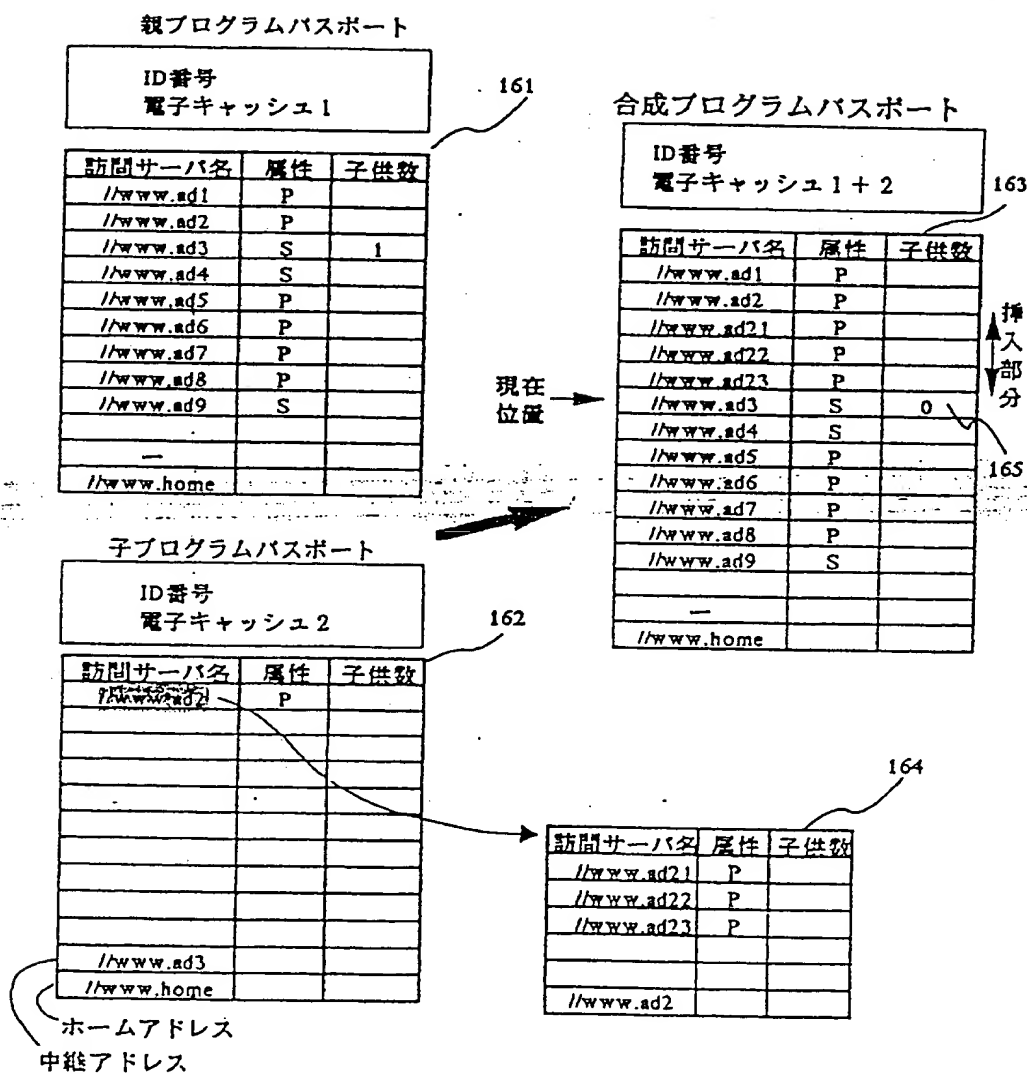 親プログラムパスポート
ID番号
電子キャッシュ1
161
訪問サーバ名 属性 子供数
//www.ad1 P
//www.ad2 P
//www.ad3 S 1
//www.ad4 S
//www.ad5 P
//www.ad6 P
//www.ad7 P
//www.ad8 P
//www.ad9 S
—
//www.home
合成プログラムパスポート
ID番号
電子キャッシュ1+2
163
訪問サーバ名 属性 子供数
//www.ad1 P
//www.ad2 P
//www.ad21 P
//www.ad22 P
//www.ad23 P
//www.ad3 S 0
//www.ad4 S
//www.ad5 P
//www.ad6 P
//www.ad7 P
//www.ad8 P
//www.ad9 S
—
//www.home
挿入部分
現在
位置
165
子プログラムパスポート
ID番号
電子キャッシュ2
162
訪問サーバ名 属性 子供数
//www.ad2 P
//www.ad3
//www.home
ホームアドレス
中継アドレス
164
訪問サーバ名 属性 子供数
//www.ad21 P
//www.ad22 P
//www.ad23 P
//www.ad2